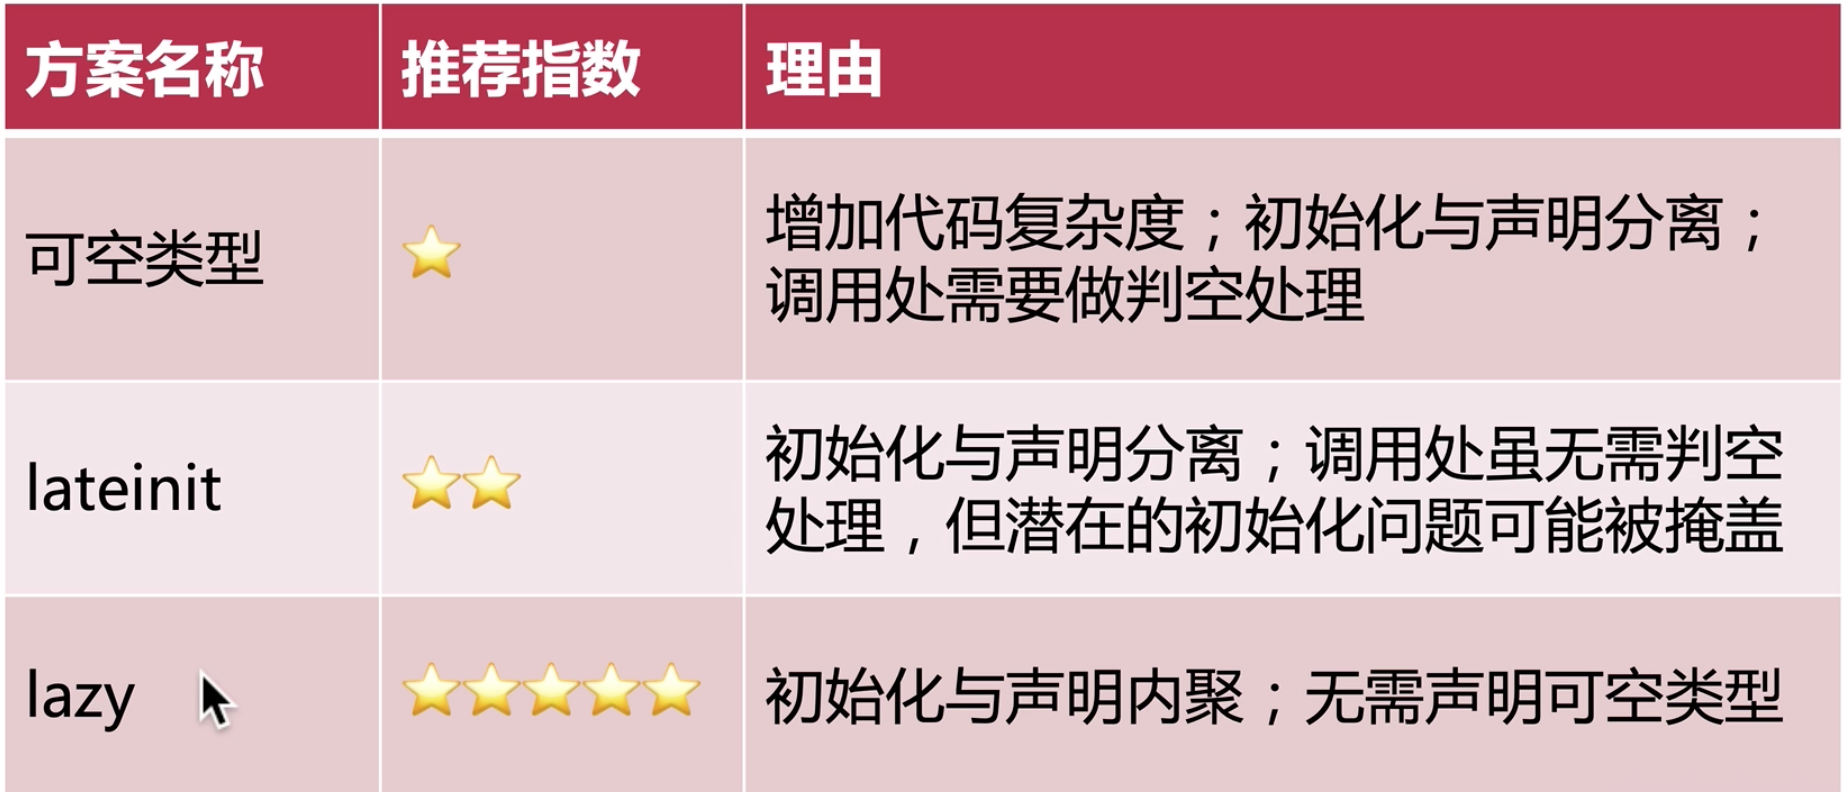 方案名称 推荐指数 理由
可空类型 ⭐ 增加代码复杂度；初始化与声明分离；
调用处需要做判空处理
lateinit ⭐⭐ 初始化与声明分离；调用处虽无需判空
处理，但潜在的初始化问题可能被掩盖
lazy ⭐⭐⭐⭐⭐ 初始化与声明内聚；无需声明可空类型